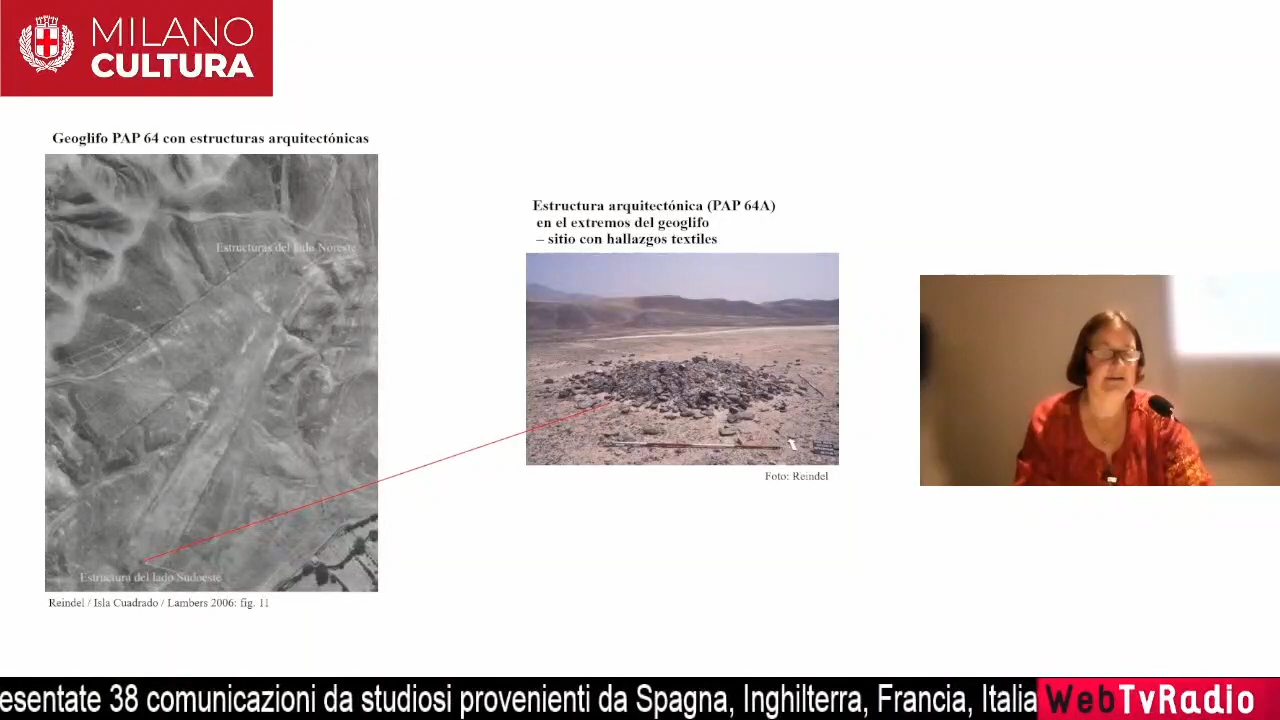 MILANO
CULTURA
Geoglifo PAP 64 con estructuras arquitectónicas
Estructuras del lado Noreste
Estructura del lado Sudoeste
Reindel / Isla Cuadrado / Lambers 2006: fig. 11
Estructura arquitectónica (PAP 64A)
en el extremos del geoglifo
– sitio con hallazgos textiles
Foto: Reindel
esentate 38 comunicazioni da studiosi provenienti da Spagna, Inghilterra, Francia, Italia
WebTvRadio